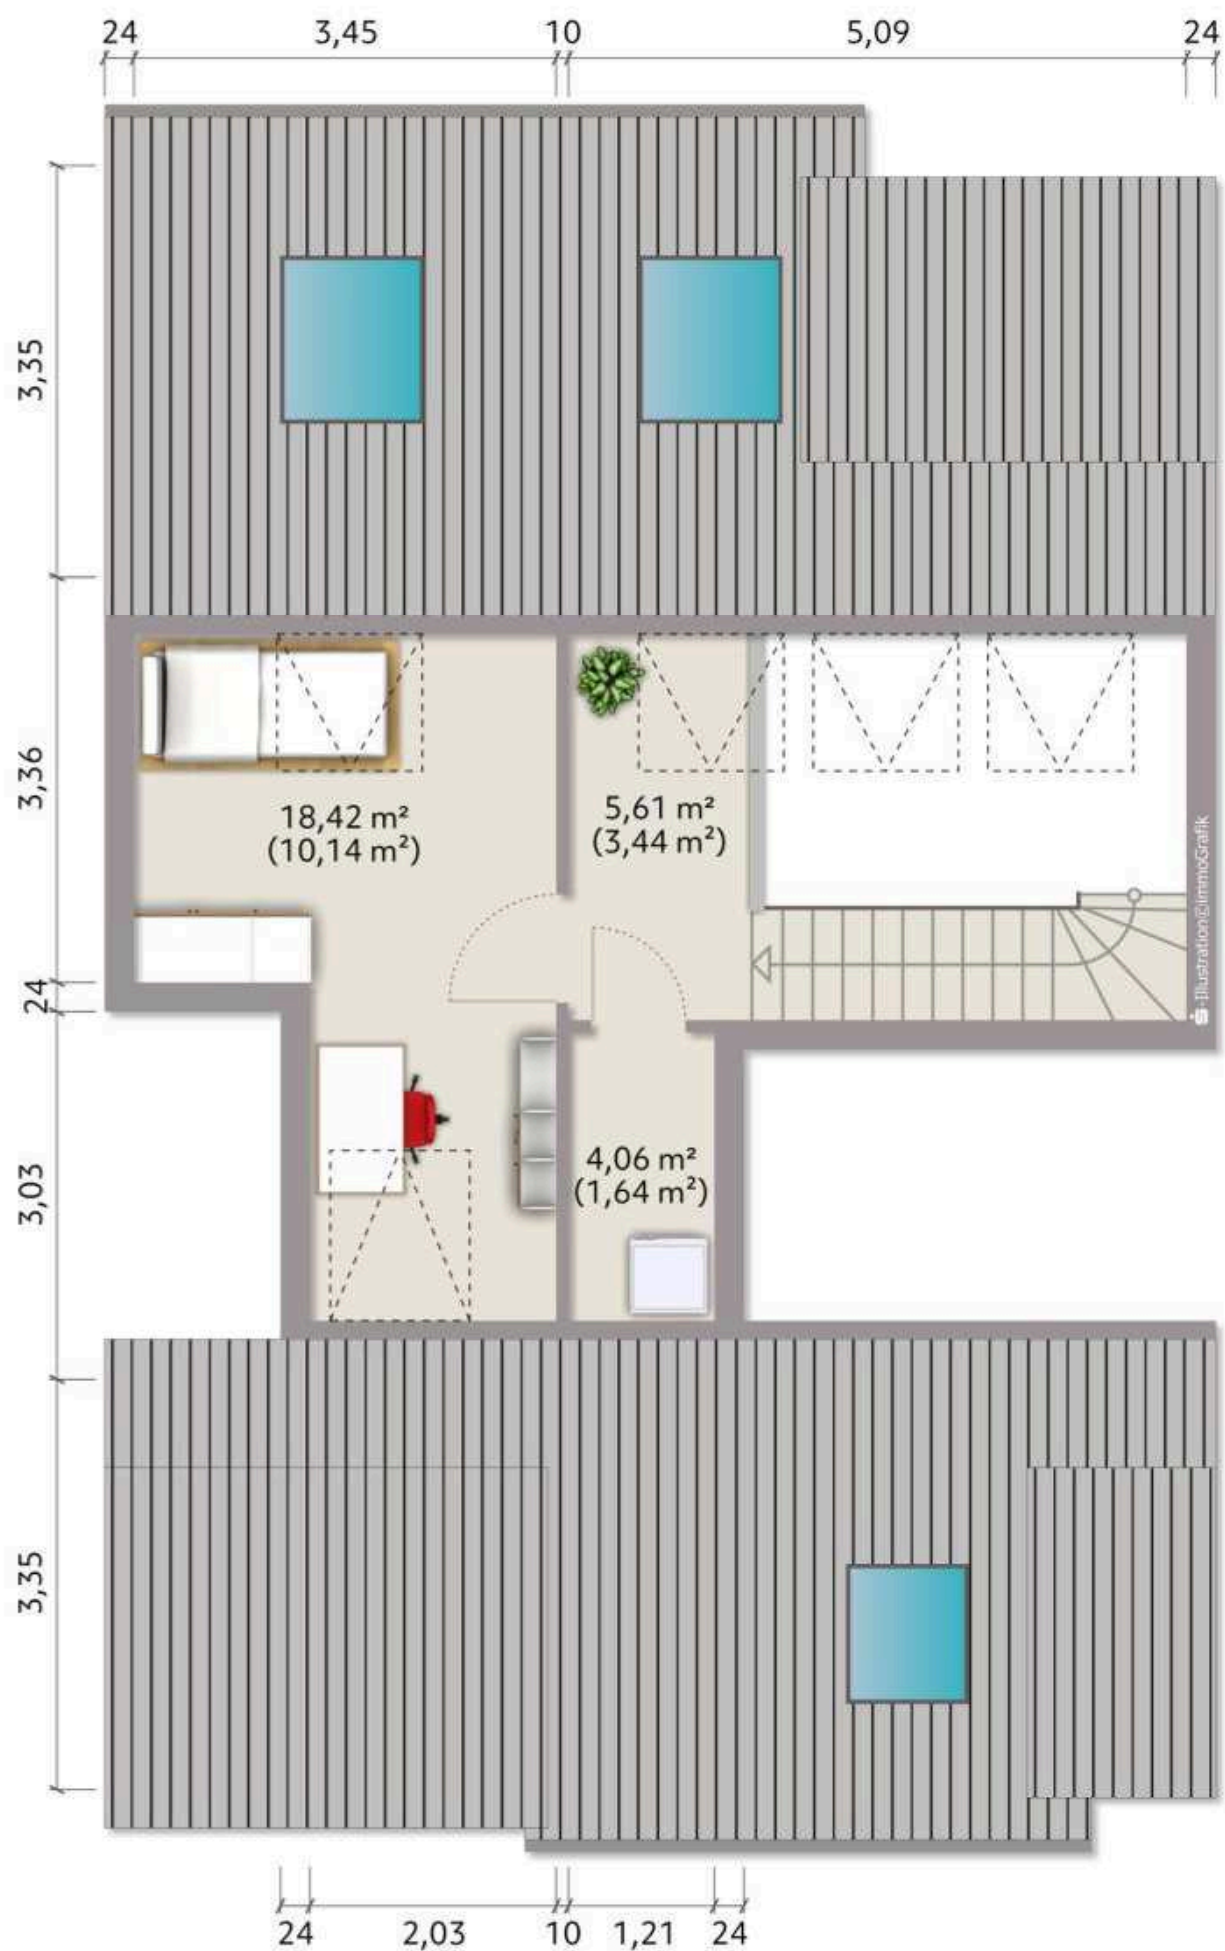 24 3,45 10 5,09 24
3,35
3,36
24
3,03
3,35
18,42 m²
(10,14 m²)
5,61 m²
(3,44 m²)
4,06 m²
(1,64 m²)
S-Illustration©immoGrafik
24 2,03 10 1,21 24